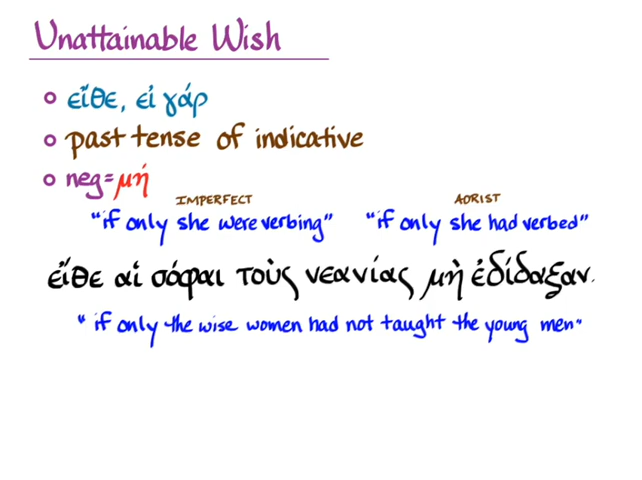 Unattainable Wish
εἴθε, εἰ γάρ
past tense of indicative
neg = μή
IMPERFECT AORIST
"if only she were verbing" "if only she had verbed"
εἴθε αἱ σόφαι τοὺς νεανίας μὴ ἐδίδαξαν.
"if only the wise women had not taught the young men"